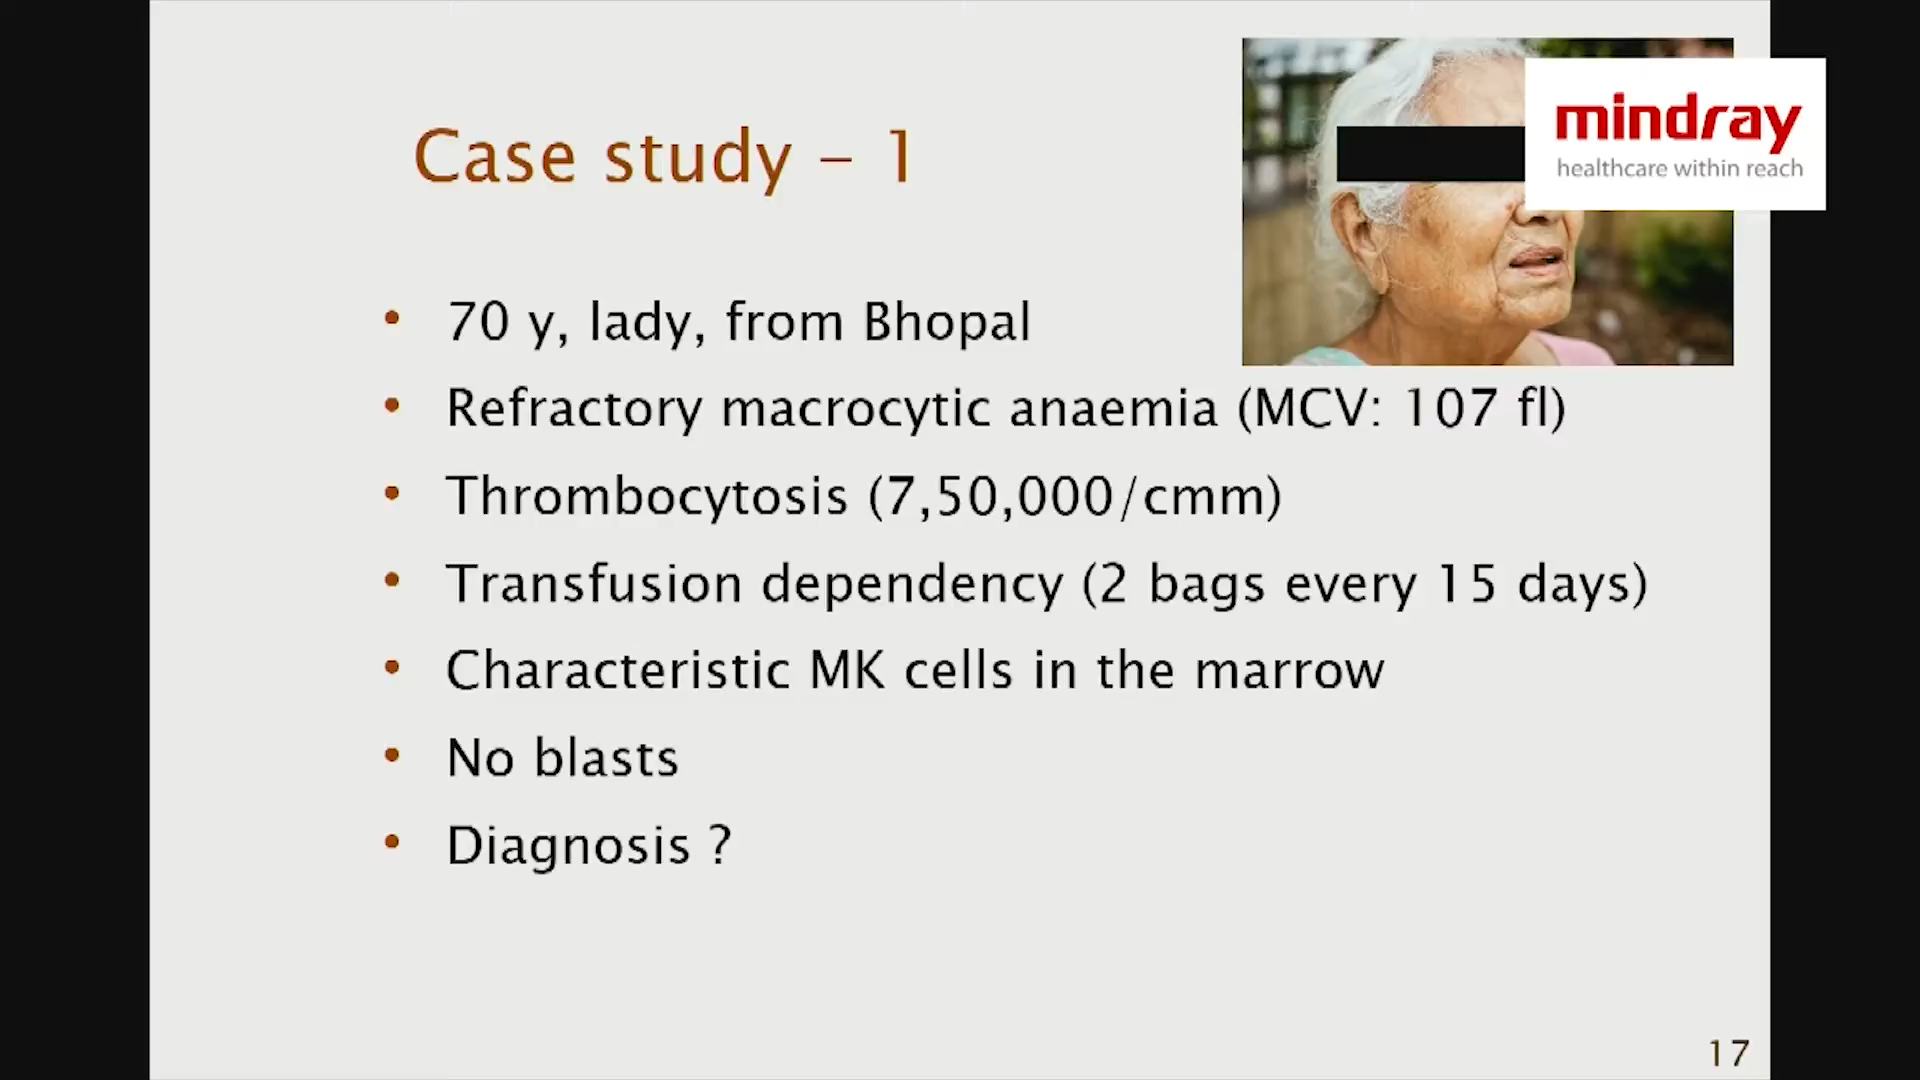 Case study – 1
mindray
healthcare within reach
• 70 y, lady, from Bhopal
• Refractory macrocytic anaemia (MCV: 107 fl)
• Thrombocytosis (7,50,000/cmm)
• Transfusion dependency (2 bags every 15 days)
• Characteristic MK cells in the marrow
• No blasts
• Diagnosis ?
17